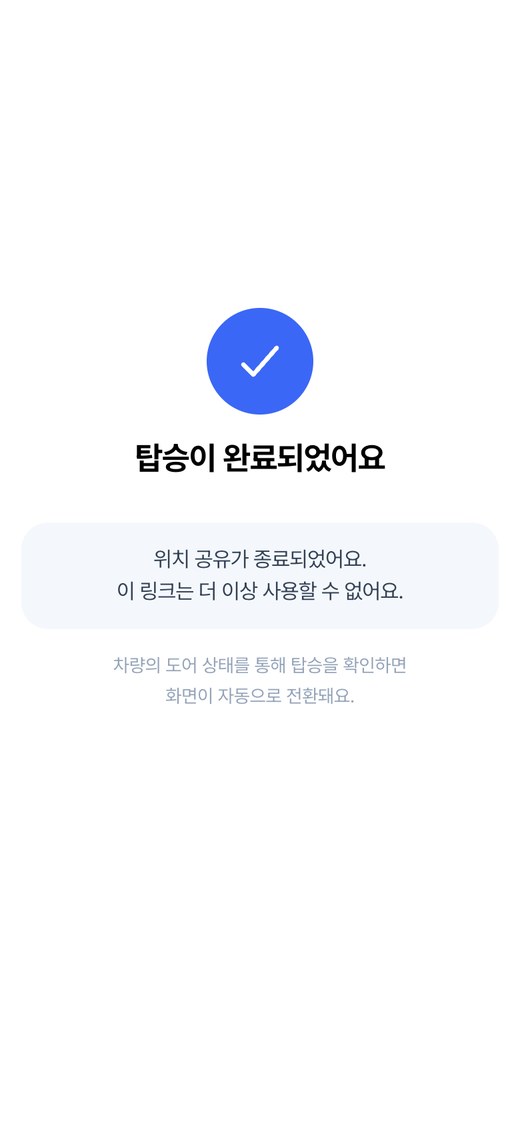 탑승이 완료되었어요
위치 공유가 종료되었어요.
이 링크는 더 이상 사용할 수 없어요.
차량의 도어 상태를 통해 탑승을 확인하면
화면이 자동으로 전환돼요.